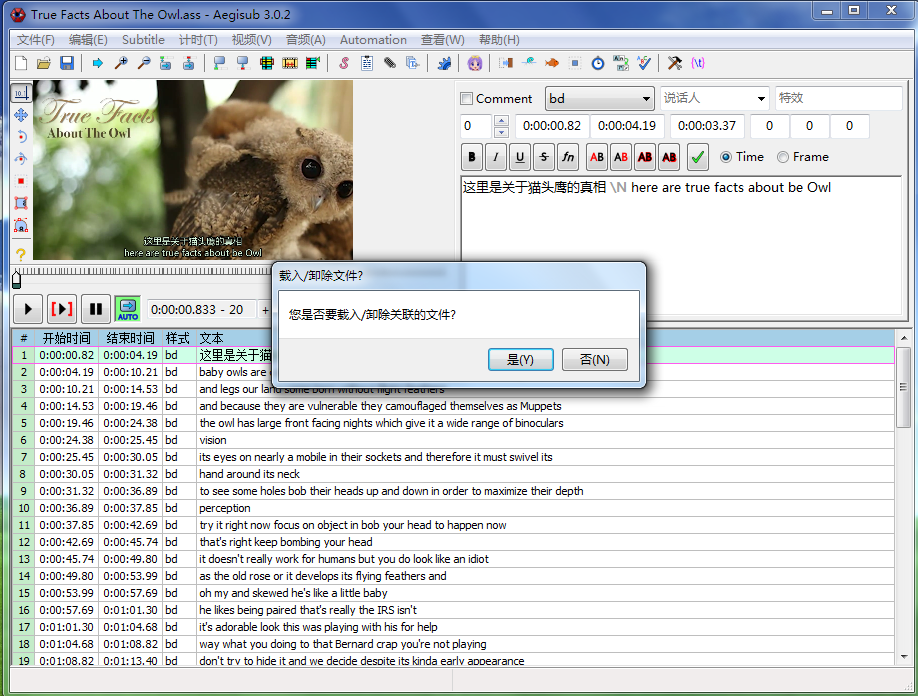 True Facts About The Owl.ass - Aegisub 3.0.2
文件(F) 编辑(E) Subtitle 计时(T) 视频(V) 音频(A) Automation 查看(W) 帮助(H)
True Facts
About The Owl
这里是关于猫头鹰的真相
here are true facts about be Owl
Comment bd 说话人 特效
0 0:00:00.82 0:00:04.19 0:00:03.37 0 0 0
B I U S fn AB AB AB AB Time Frame
这里是关于猫头鹰的真相 \N here are true facts about be Owl
AUTO 0:00:00.833 - 20 +
载入/卸除文件?
您是否要载入/卸除关联的文件?
是(Y) 否(N)
# 开始时间 结束时间 样式 文本
1 0:00:00.82 0:00:04.19 bd 这里是关于猫
2 0:00:04.19 0:00:10.21 bd baby owls are
3 0:00:10.21 0:00:14.53 bd and legs our land some born without flight feathers
4 0:00:14.53 0:00:19.46 bd and because they are vulnerable they camouflaged themselves as Muppets
5 0:00:19.46 0:00:24.38 bd the owl has large front facing nights which give it a wide range of binoculars
6 0:00:24.38 0:00:25.45 bd vision
7 0:00:25.45 0:00:30.05 bd its eyes on nearly a mobile in their sockets and therefore it must swivel its
8 0:00:30.05 0:00:31.32 bd hand around its neck
9 0:00:31.32 0:00:36.89 bd to see some holes bob their heads up and down in order to maximize their depth
10 0:00:36.89 0:00:37.85 bd perception
11 0:00:37.85 0:00:42.69 bd try it right now focus on object in bob your head to happen now
12 0:00:42.69 0:00:45.74 bd that's right keep bombing your head
13 0:00:45.74 0:00:49.80 bd it doesn't really work for humans but you do look like an idiot
14 0:00:49.80 0:00:53.99 bd as the old rose or it develops its flying feathers and
15 0:00:53.99 0:00:57.69 bd oh my and skewed he's like a little baby
16 0:00:57.69 0:01:01.30 bd he likes being paired that's really the IRS isn't
17 0:01:01.30 0:01:04.68 bd it's adorable look this was playing with his for help
18 0:01:04.68 0:01:08.82 bd way what you doing to that Bernard crap you're not playing
19 0:01:08.82 0:01:13.40 bd don't try to hide it and we decide despite its kinda early appearance